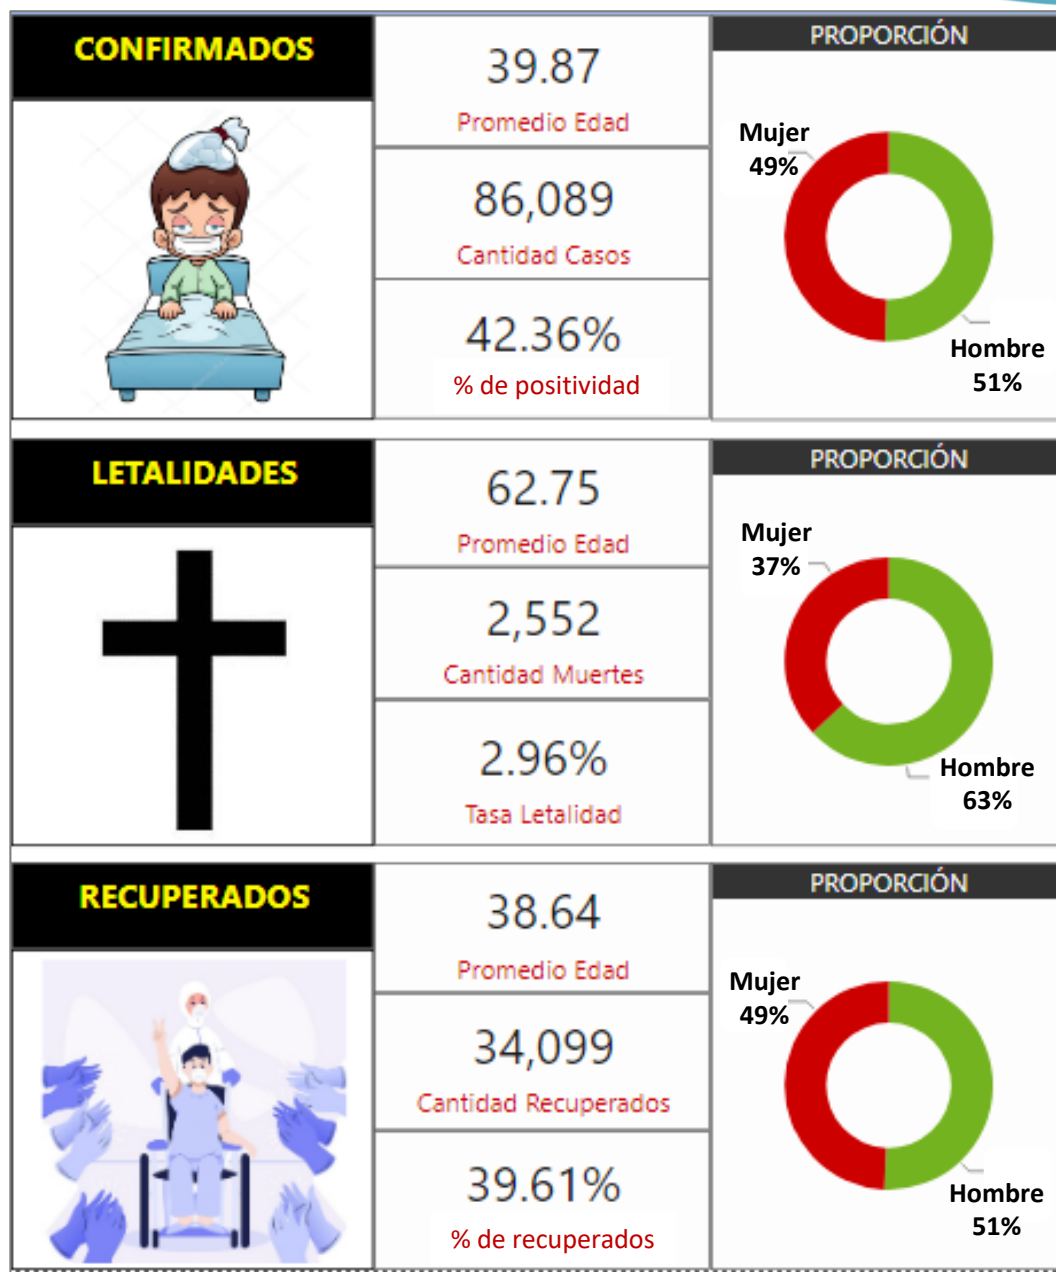 CONFIRMADOS
39.87
Promedio Edad
86,089
Cantidad Casos
42.36%
% de positividad
PROPORCIÓN
Mujer
49%
Hombre
51%
LETALIDADES
62.75
Promedio Edad
2,552
Cantidad Muertes
2.96%
Tasa Letalidad
PROPORCIÓN
Mujer
37%
Hombre
63%
RECUPERADOS
38.64
Promedio Edad
34,099
Cantidad Recuperados
39.61%
% de recuperados
PROPORCIÓN
Mujer
49%
Hombre
51%